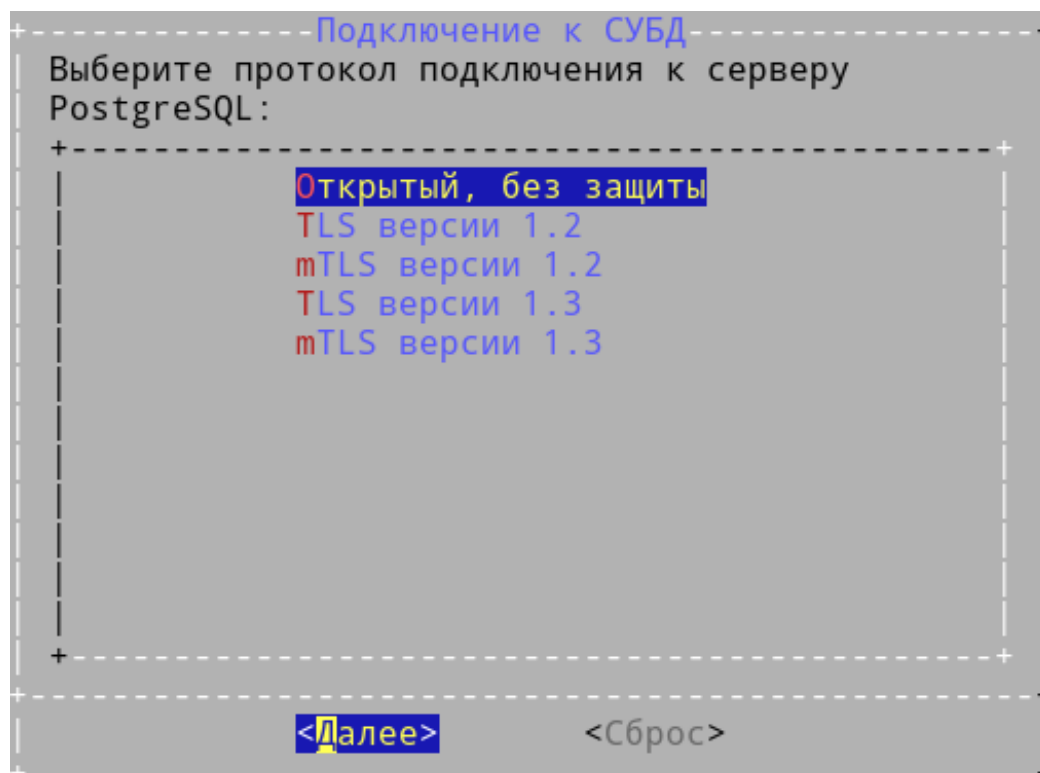 Подключение к СУБД
Выберите протокол подключения к серверу
PostgreSQL:
Открытый, без защиты
TLS версии 1.2
mTLS версии 1.2
TLS версии 1.3
mTLS версии 1.3
<Далее> <Сброс>